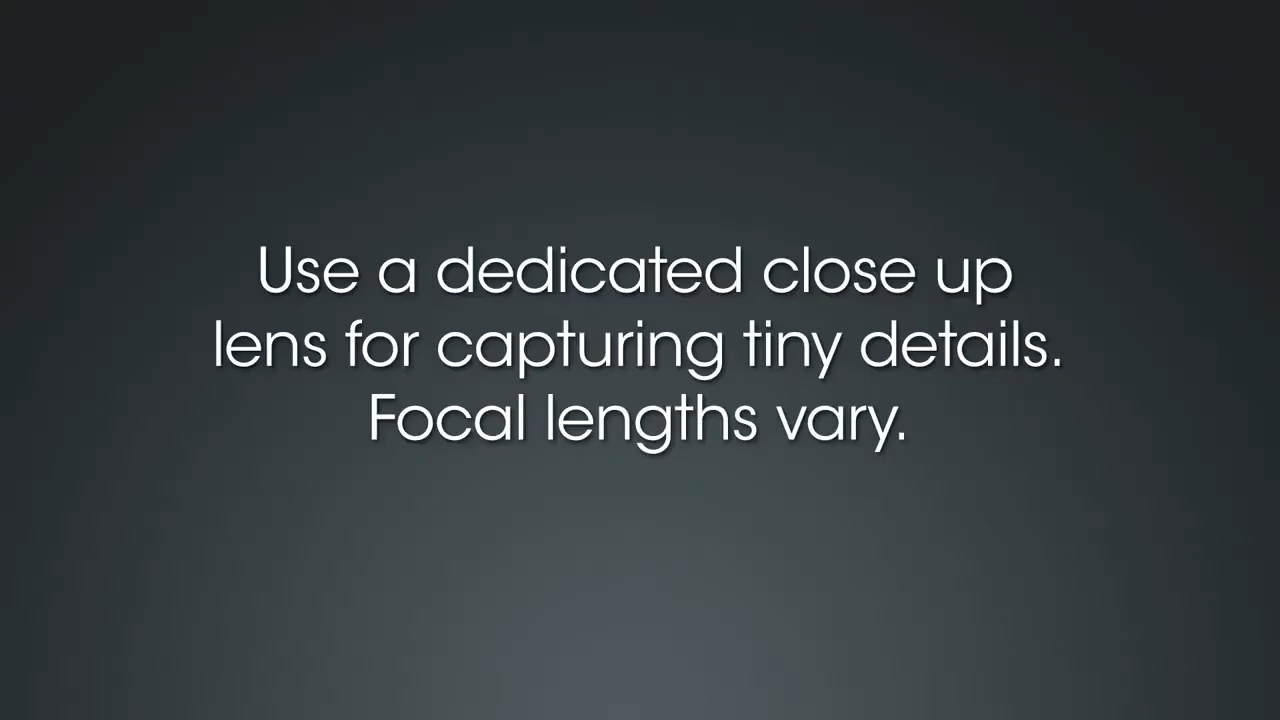 Use a dedicated close up
lens for capturing tiny details.
Focal lengths vary.